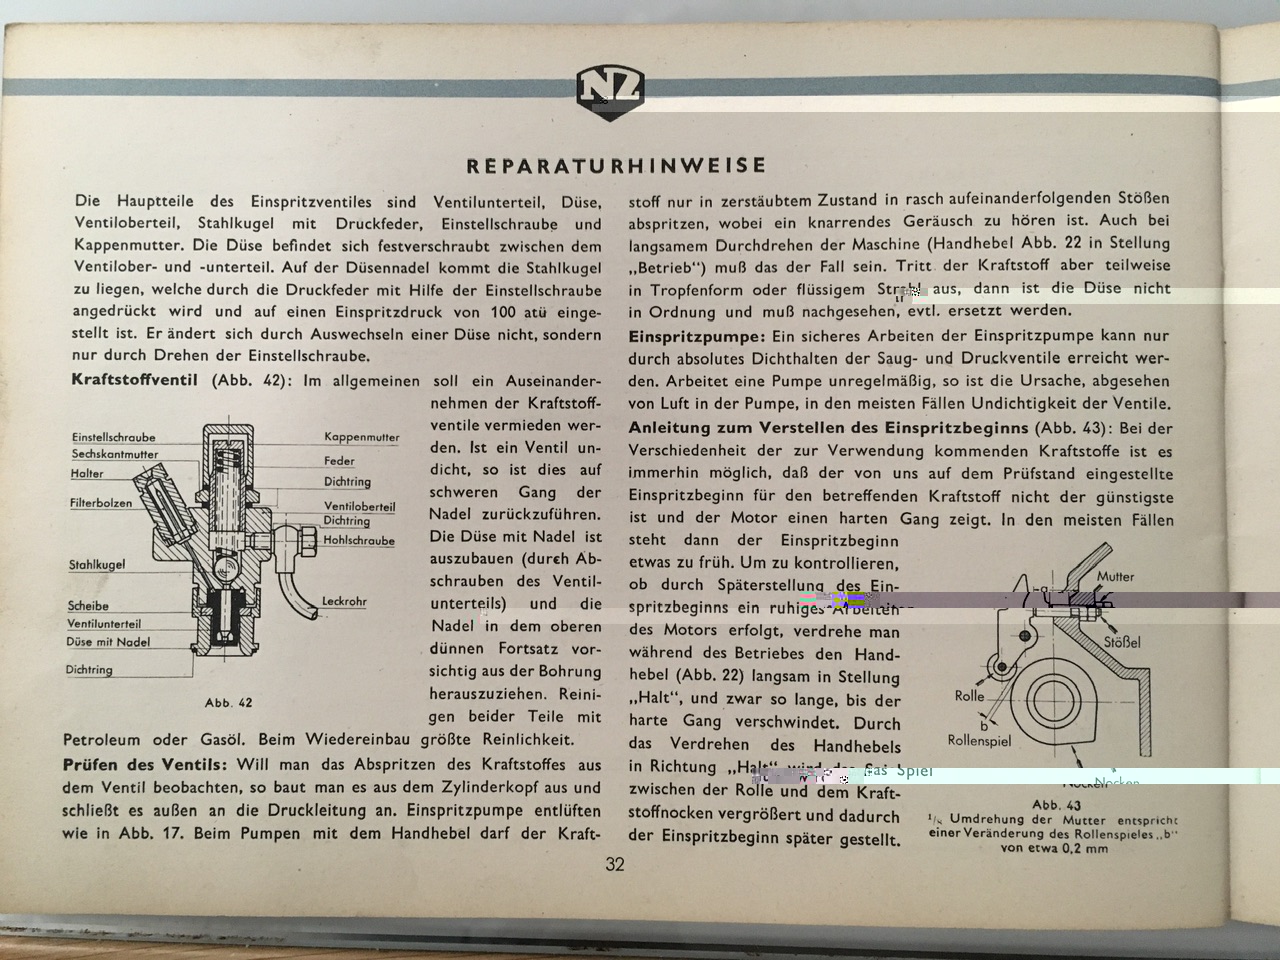 NZ
REPARATURHINWEISE
Die Hauptteile des Einspritzventiles sind Ventilunterteil, Düse,
Ventiloberteil, Stahlkugel mit Druckfeder, Einstellschraube und
Kappenmutter. Die Düse befindet sich festverschraubt zwischen dem
Ventilober- und -unterteil. Auf der Düsennadel kommt die Stahlkugel
zu liegen, welche durch die Druckfeder mit Hilfe der Einstellschraube
angedrückt wird und auf einen Einspritzdruck von 100 atü einge-
stellt ist. Er ändert sich durch Auswechseln einer Düse nicht, sondern
nur durch Drehen der Einstellschraube.
Kraftstoffventil (Abb. 42): Im allgemeinen soll ein Auseinander-
nehmen der Kraftstoff-
ventile vermieden wer-
den. Ist ein Ventil un-
dicht, so ist dies auf
schweren Gang der
Nadel zurückzuführen.
Die Düse mit Nadel ist
auszubauen (durch Ab-
schrauben des Ventil-
unterteils) und die
Nadel in dem oberen
dünnen Fortsatz vor-
sichtig aus der Bohrung
herauszuziehen. Reini-
gen beider Teile mit
Einstellschraube
Sechskantmutter
Halter
Filterbolzen
Stahlkugel
Scheibe
Ventilunterteil
Düse mit Nadel
Dichtring
Kappenmutter
Feder
Dichtring
Ventiloberteil
Dichtring
Hohlschraube
Leckrohr
Abb. 42
Petroleum oder Gasöl. Beim Wiedereinbau größte Reinlichkeit.
Prüfen des Ventils: Will man das Abspritzen des Kraftstoffes aus
dem Ventil beobachten, so baut man es aus dem Zylinderkopf aus und
schließt es außen an die Druckleitung an. Einspritzpumpe entlüften
wie in Abb. 17. Beim Pumpen mit dem Handhebel darf der Kraft-
stoff nur in zerstäubtem Zustand in rasch aufeinanderfolgenden Stößen
abspritzen, wobei ein knarrendes Geräusch zu hören ist. Auch bei
langsamem Durchdrehen der Maschine (Handhebel Abb. 22 in Stellung
„Betrieb“) muß das der Fall sein. Tritt der Kraftstoff aber teilweise
in Tropfenform oder flüssigem aus, dann ist die Düse nicht
in Ordnung und muß nachgesehen, evtl. ersetzt werden.
Einspritzpumpe: Ein sicheres Arbeiten der Einspritzpumpe kann nur
durch absolutes Dichthalten der Saug- und Druckventile erreicht wer-
den. Arbeitet eine Pumpe unregelmäßig, so ist die Ursache, abgesehen
von Luft in der Pumpe, in den meisten Fällen Undichtigkeit der Ventile.
Anleitung zum Verstellen des Einspritzbeginns (Abb. 43): Bei der
Verschiedenheit der zur Verwendung kommenden Kraftstoffe ist es
immerhin möglich, daß der von uns auf dem Prüfstand eingestellte
Einspritzbeginn für den betreffenden Kraftstoff nicht der günstigste
ist und der Motor einen harten Gang zeigt. In den meisten Fällen
steht dann der Einspritzbeginn
etwas zu früh. Um zu kontrollieren,
ob durch Späterstellung des Ein-
spritzbeginns ein ruhiges Arbeiten
des Motors erfolgt, verdrehe man
während des Betriebes den Hand-
hebel (Abb. 22) langsam in Stellung
„Halt“, und zwar so lange, bis der
harte Gang verschwindet. Durch
das Verdrehen des Handhebels
in Richtung „Halt“ wird das Spiel
zwischen der Rolle und dem Kraft-
stoffnocken vergrößert und dadurch
der Einspritzbeginn später gestellt.
a
Mutter
Stößel
Rolle
b
Rollenspiel
Nocken
Abb. 43
Umdrehung der Mutter entspricht
einer Veränderung des Rollenspieles „b“
von etwa 0,2 mm
32